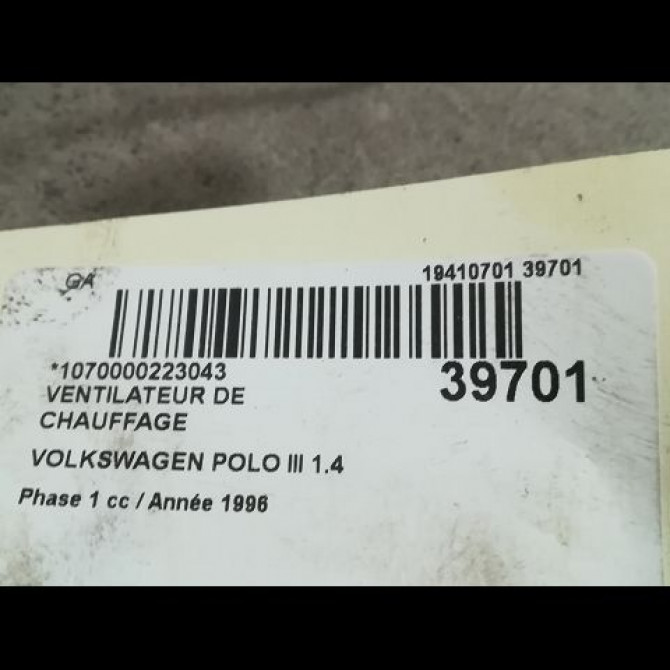 GA
19410701 39701
*1070000223043
39701
VENTILATEUR DE
CHAUFFAGE
VOLKSWAGEN POLO III 1.4
Phase 1 cc / Année 1996